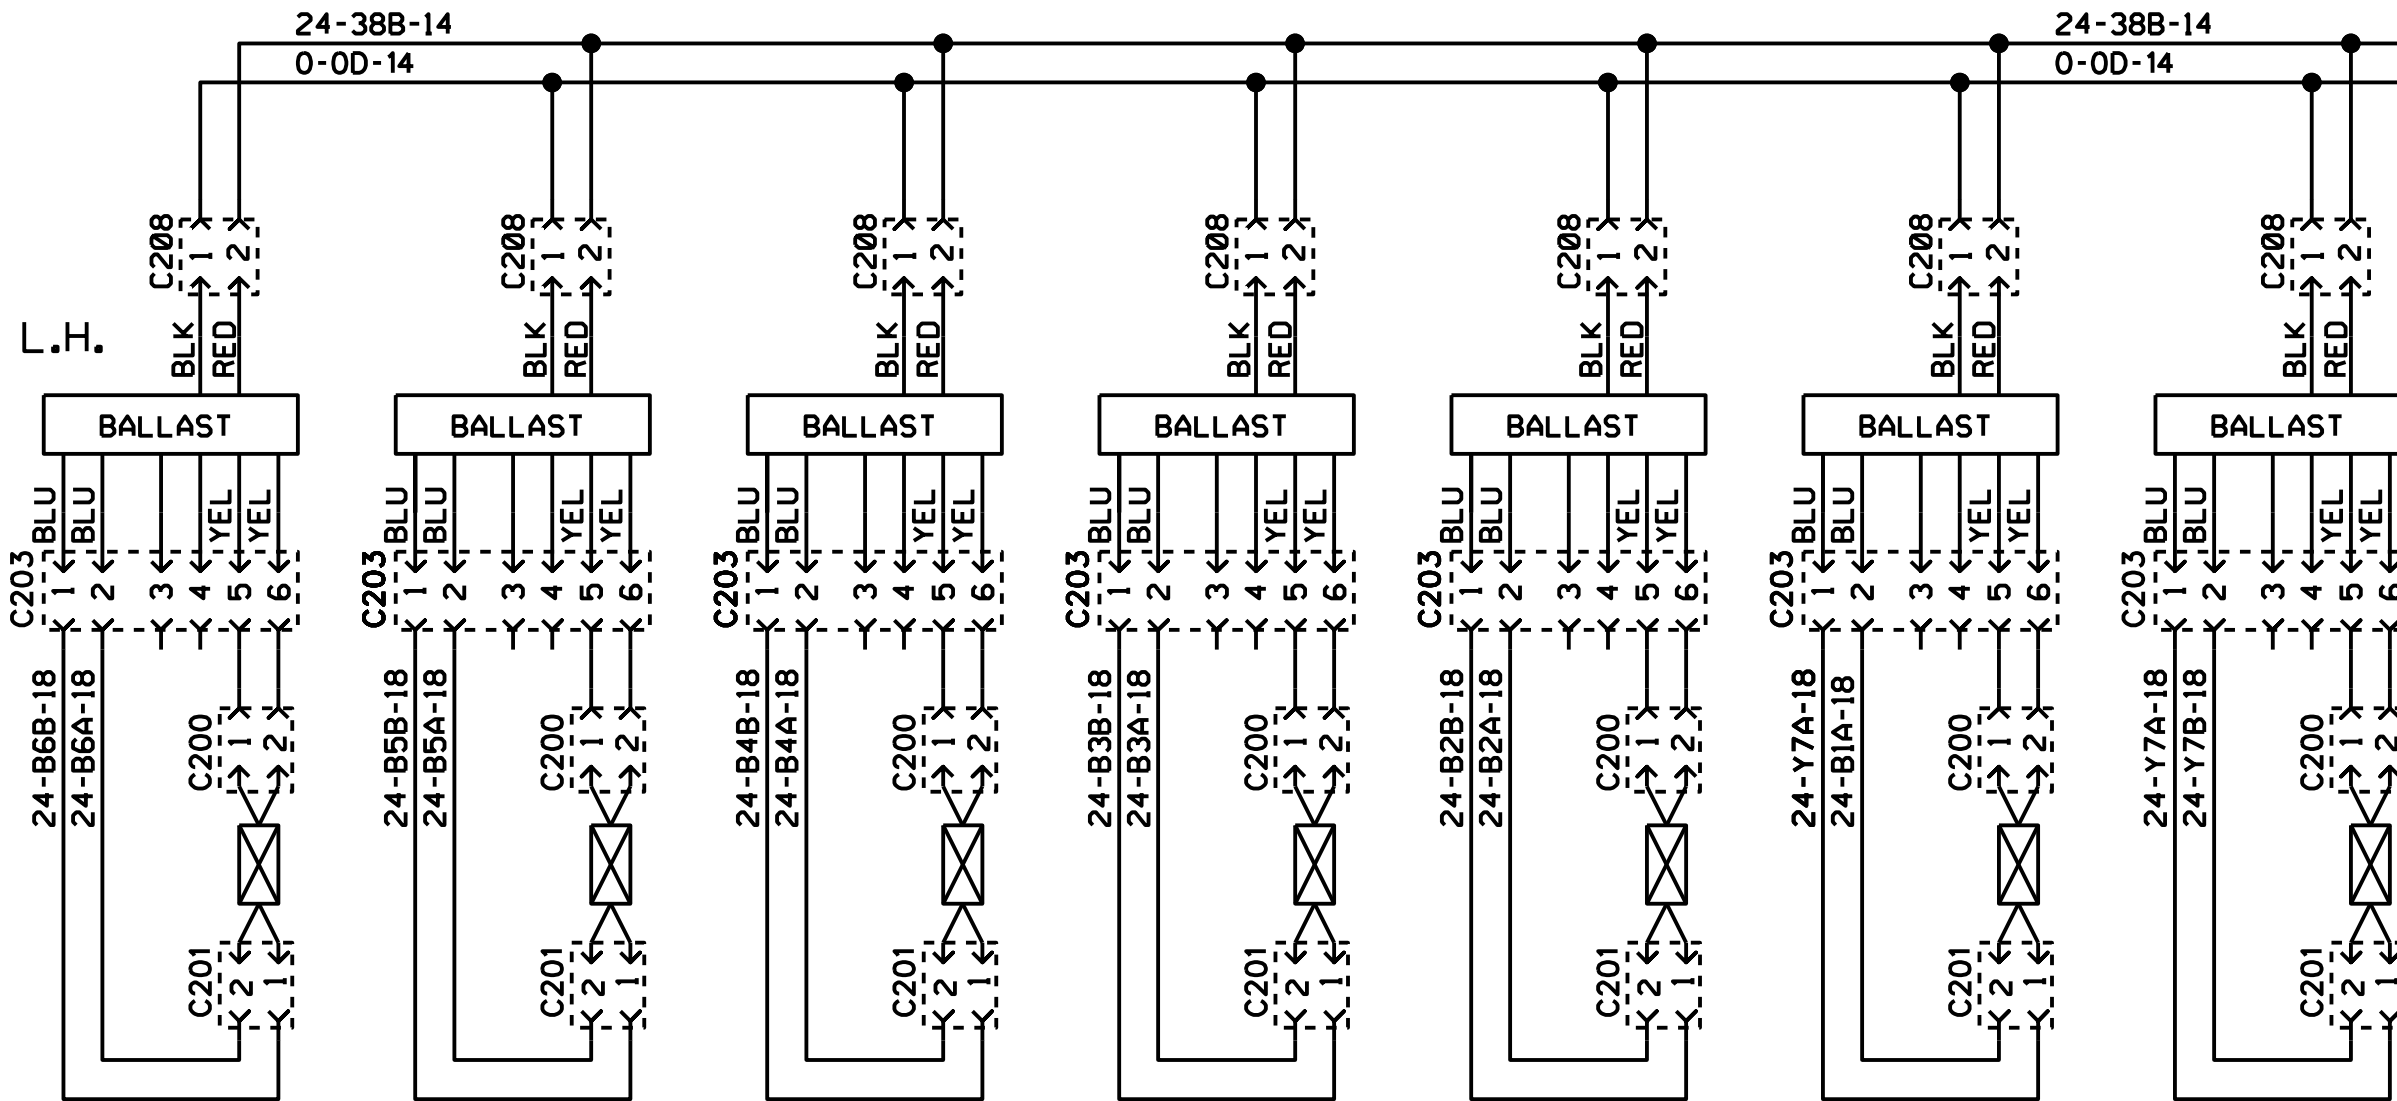 24-38B-14 24-38B-14
0-0D-14 0-0D-14
C208 1 2 C208 1 2 C208 1 2 C208 1 2 C208 1 2 C208 1 2 C208 1 2
L.H.
BLK RED BLK RED BLK RED BLK RED BLK RED BLK RED BLK RED
BALLAST BALLAST BALLAST BALLAST BALLAST BALLAST BALLAST
BLU BLU YEL YEL BLU BLU YEL YEL BLU BLU YEL YEL BLU BLU YEL YEL BLU BLU YEL YEL BLU BLU YEL YEL BLU BLU YEL YEL
C203 1 2 3 4 5 6 C203 1 2 3 4 5 6 C203 1 2 3 4 5 6 C203 1 2 3 4 5 6 C203 1 2 3 4 5 6 C203 1 2 3 4 5 6 C203 1 2 3 4 5 6
24-B6B-18 24-B6A-18 24-B5B-18 24-B5A-18 24-B4B-18 24-B4A-18 24-B3B-18 24-B3A-18 24-B2B-18 24-B2A-18 24-Y7A-18 24-B1A-18 24-Y7A-18 24-Y7B-18
C200 1 2 C200 1 2 C200 1 2 C200 1 2 C200 1 2 C200 1 2 C200 1 2
C201 2 1 C201 2 1 C201 2 1 C201 2 1 C201 2 1 C201 2 1 C201 2 1